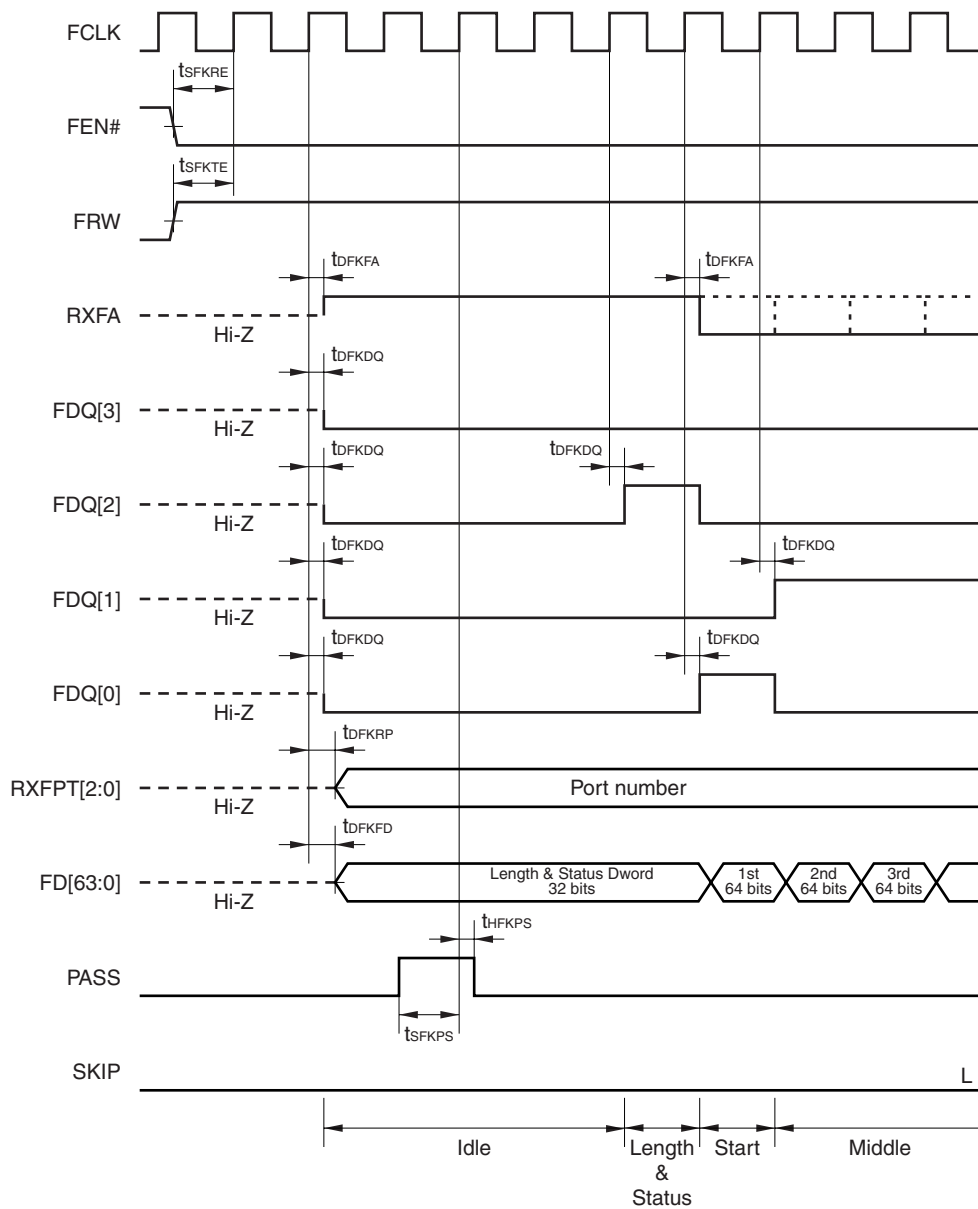 FCLK
tSFKRE
FEN#
tSFKTE
FRW
tDFKFA
tDFKFA
RXFA
Hi-Z
tDFKDQ
FDQ[3]
Hi-Z
tDFKDQ
tDFKDQ
FDQ[2]
Hi-Z
tDFKDQ
tDFKDQ
FDQ[1]
Hi-Z
tDFKDQ
tDFKDQ
FDQ[0]
Hi-Z
tDFKRP
RXFPT[2:0]
Port number
Hi-Z
tDFKFD
FD[63:0]
Length & Status Dword
32 bits
1st
64 bits
2nd
64 bits
3rd
64 bits
Hi-Z
tHFKPS
PASS
tSFKPS
SKIP
L
Idle
Length
&
Status
Start
Middle